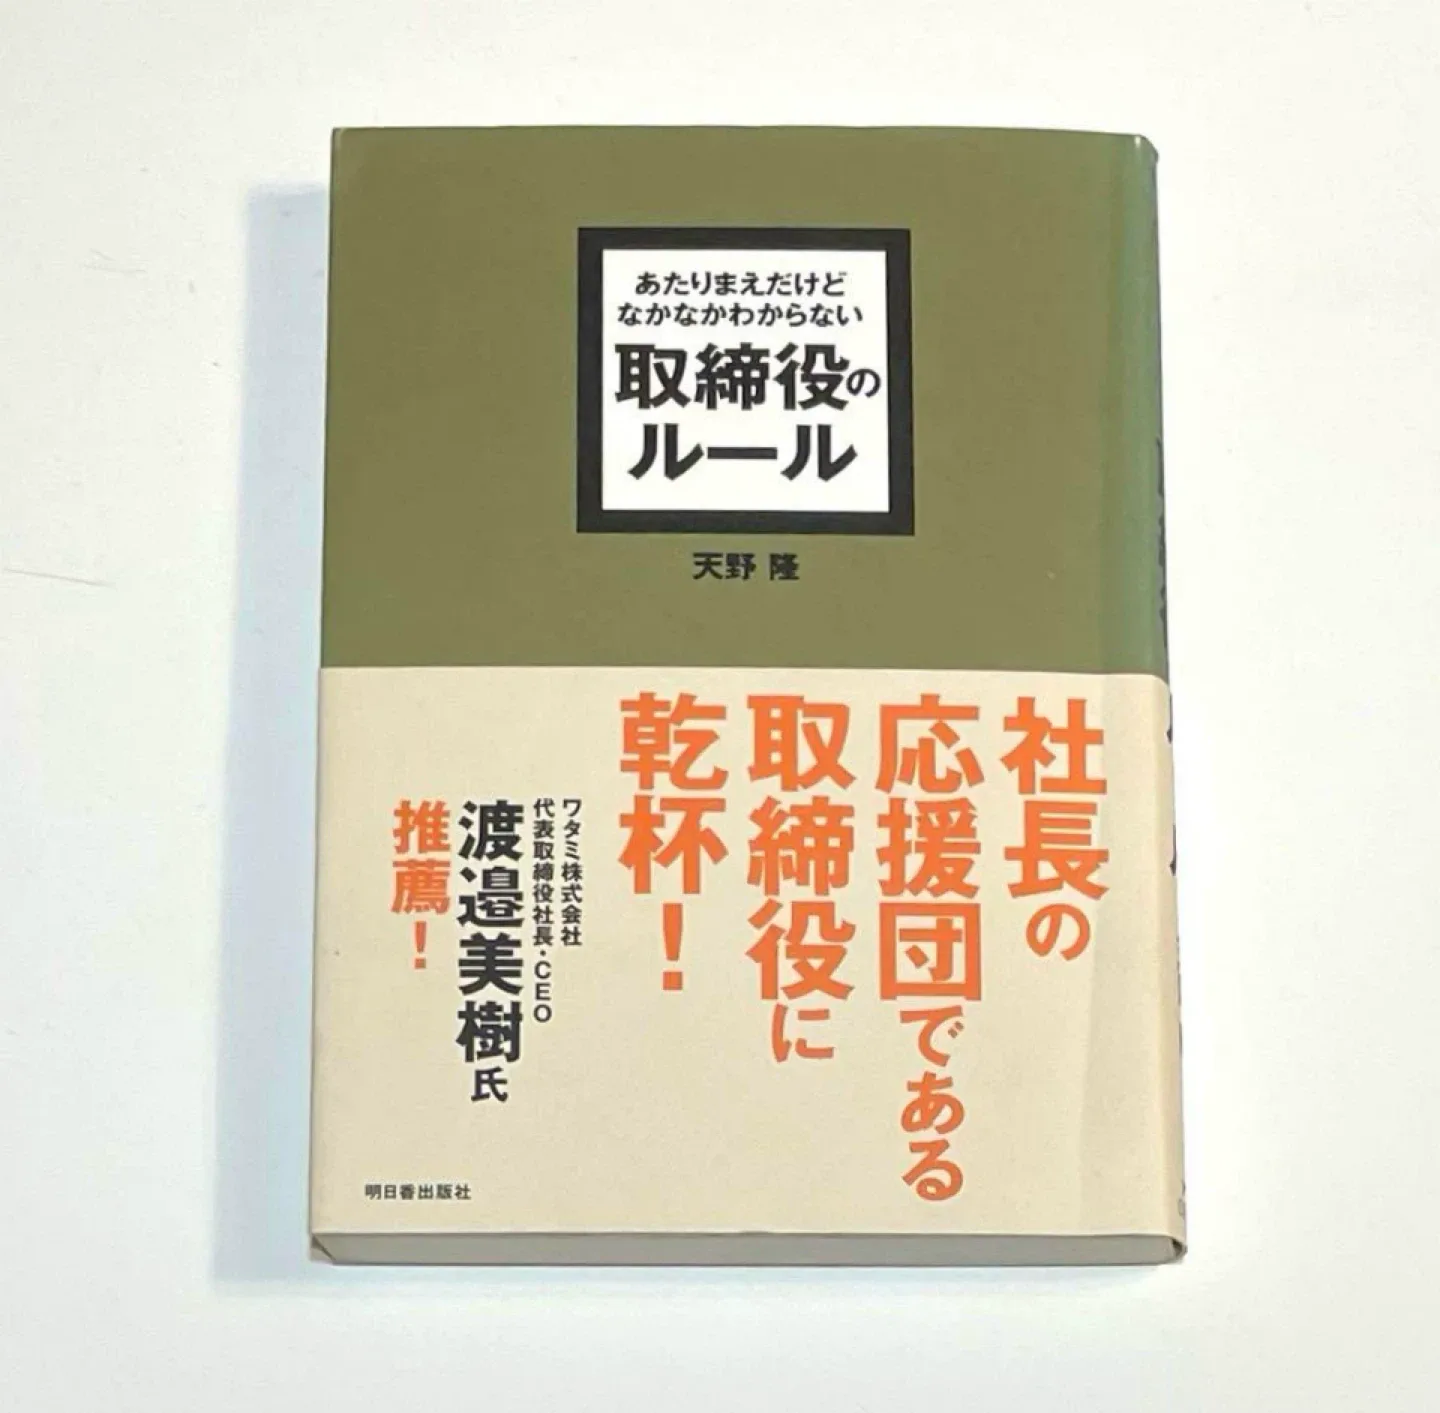 あたりまえだけど
なかなかわからない
取締役の
ルール
天野 隆
社長の
応援団である
取締役に
乾杯！
ワタミ株式会社
代表取締役社長・CEO
渡邉美樹氏
推薦！
明日香出版社